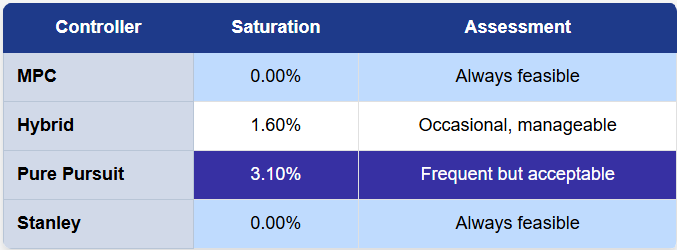 Controller Saturation Assessment
MPC 0.00% Always feasible
Hybrid 1.60% Occasional, manageable
Pure Pursuit 3.10% Frequent but acceptable
Stanley 0.00% Always feasible